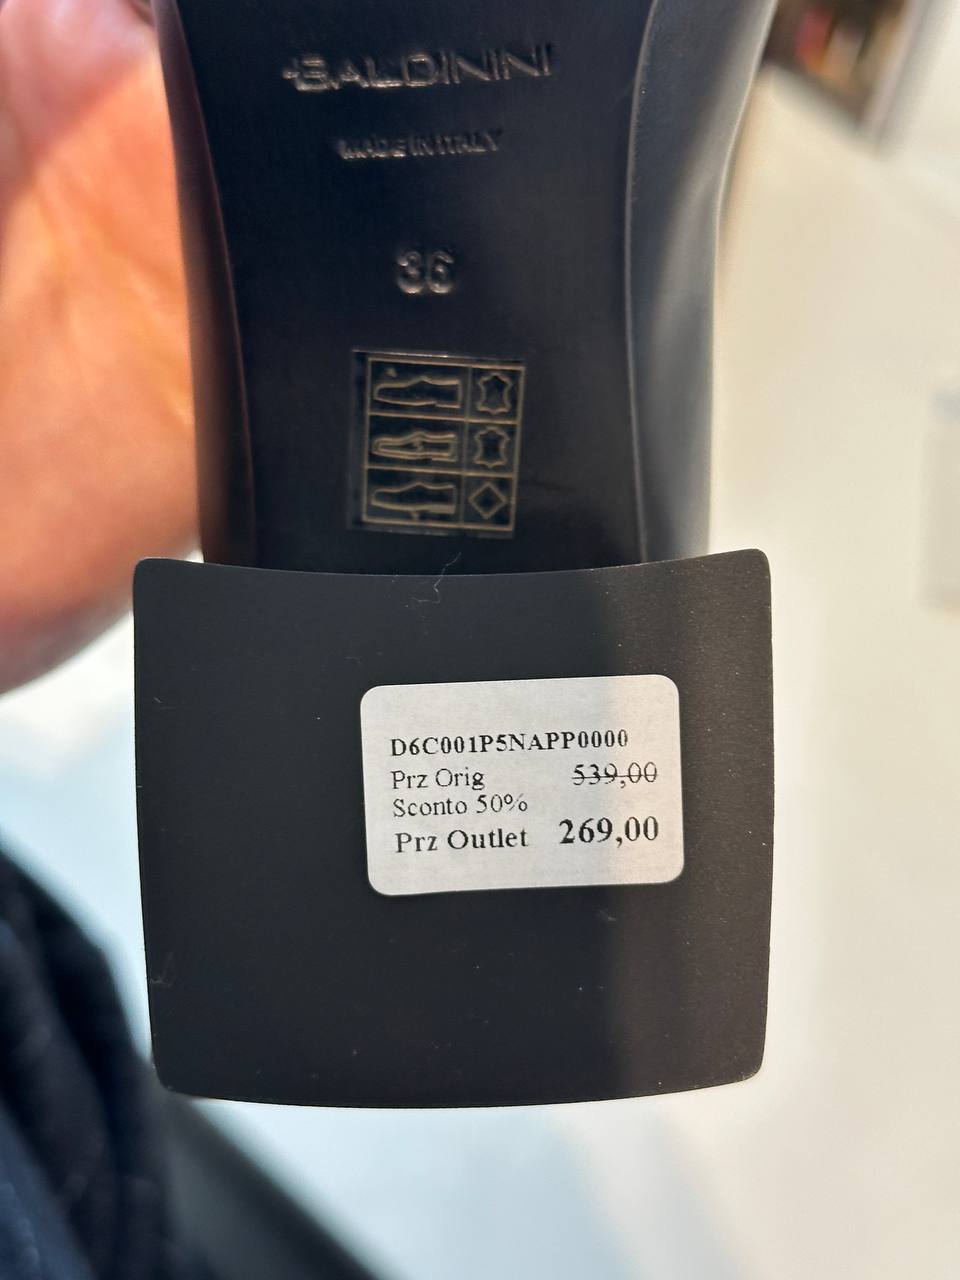 BALDININI
MADE IN ITALY
36
D6C001P5NAPP0000
Prz Orig 539,00
Sconto 50%
Prz Outlet 269,00